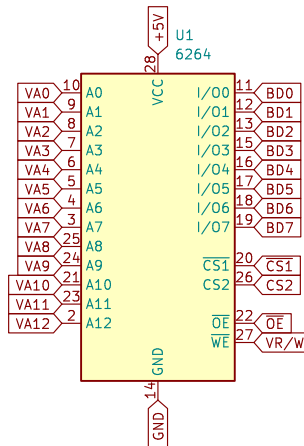 +5V
U1
6264
28
VCC
VA0 10 A0 I/O0 11 BD0
VA1 9 A1 I/O1 12 BD1
VA2 8 A2 I/O2 13 BD2
VA3 7 A3 I/O3 15 BD3
VA4 6 A4 I/O4 16 BD4
VA5 5 A5 I/O5 17 BD5
VA6 4 A6 I/O6 18 BD6
VA7 3 A7 I/O7 19 BD7
VA8 25 A8
VA9 24 A9 CS1 20 CS1
VA10 21 A10 CS2 26 CS2
VA11 23 A11
VA12 2 A12 OE 22 OE
WE 27 VR/W
GND
14
GND